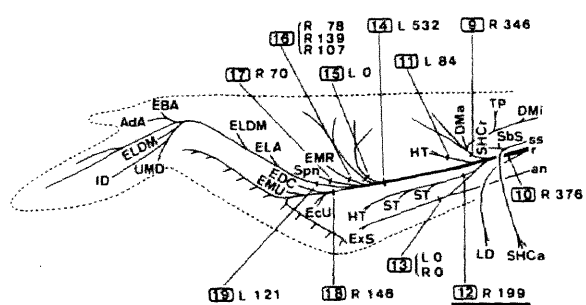 16 R 78
R 139
R 107
14 L 532
9 R 346
17 R 70
15 L 0
11 L 84
TP
DMi
DMa
SHCr
SbS
ss
r
an
EBA
AdA
ELDM
ELDM
ELA
EMR
HT
Spn
EDC
EMU
ID
UMD
EcU
HT
ST
ST
ExS
10 R 376
13 L 0
R 0
LD
SHCa
19 L 121
18 R 146
12 R 199